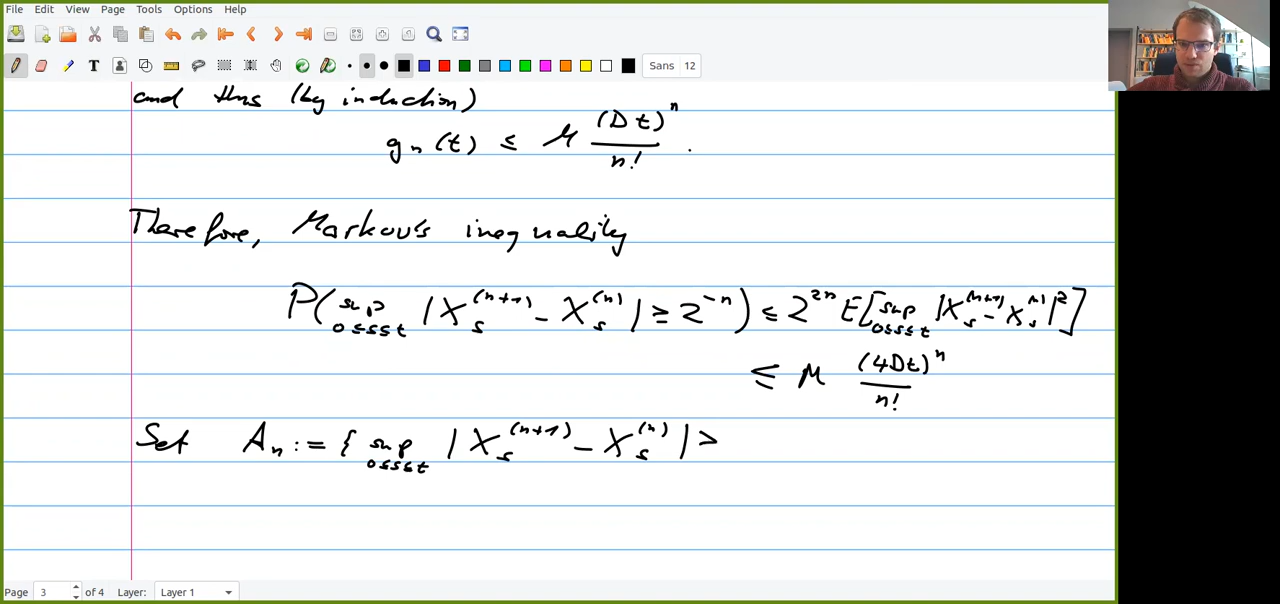 File Edit View Page Tools Options Help
Sans 12
and thus (by induction)
gₙ(t) ≤ M (Dt)ⁿ / n! .
Therefore, Markov's inequality
P( sup_{0≤s≤t} | X_s^{(n+1)} - X_s^{(n)} | ≥ 2^{-n} ) ≤ 2^{2n} E[ sup_{0≤s≤t} | X_s^{(n+1)} - X_s^{(n)} |² ]
≤ M (4Dt)ⁿ / n!
Set Aₙ := { sup_{0≤s≤t} | X_s^{(n+1)} - X_s^{(n)} | >
Page 3 of 4 Layer: Layer 1